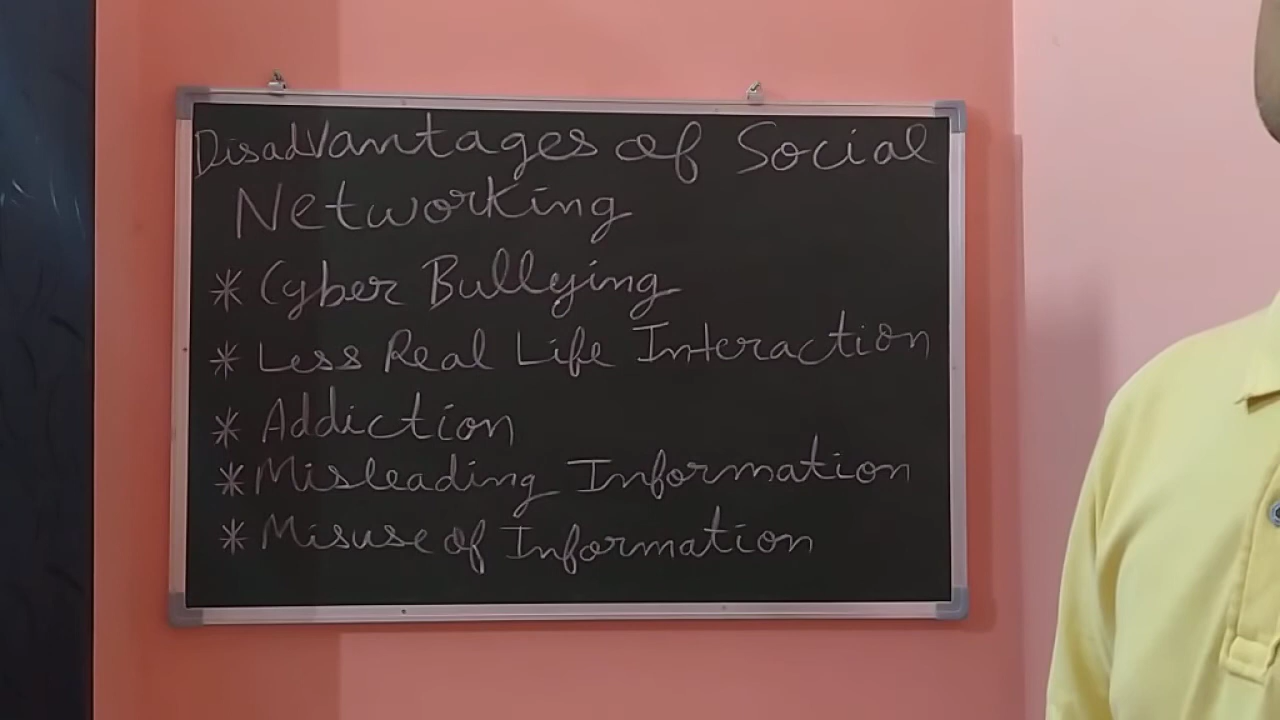 Disadvantages of Social
Networking
* Cyber Bullying
* Less Real Life Interaction
* Addiction
* Misleading Information
* Misuse of Information